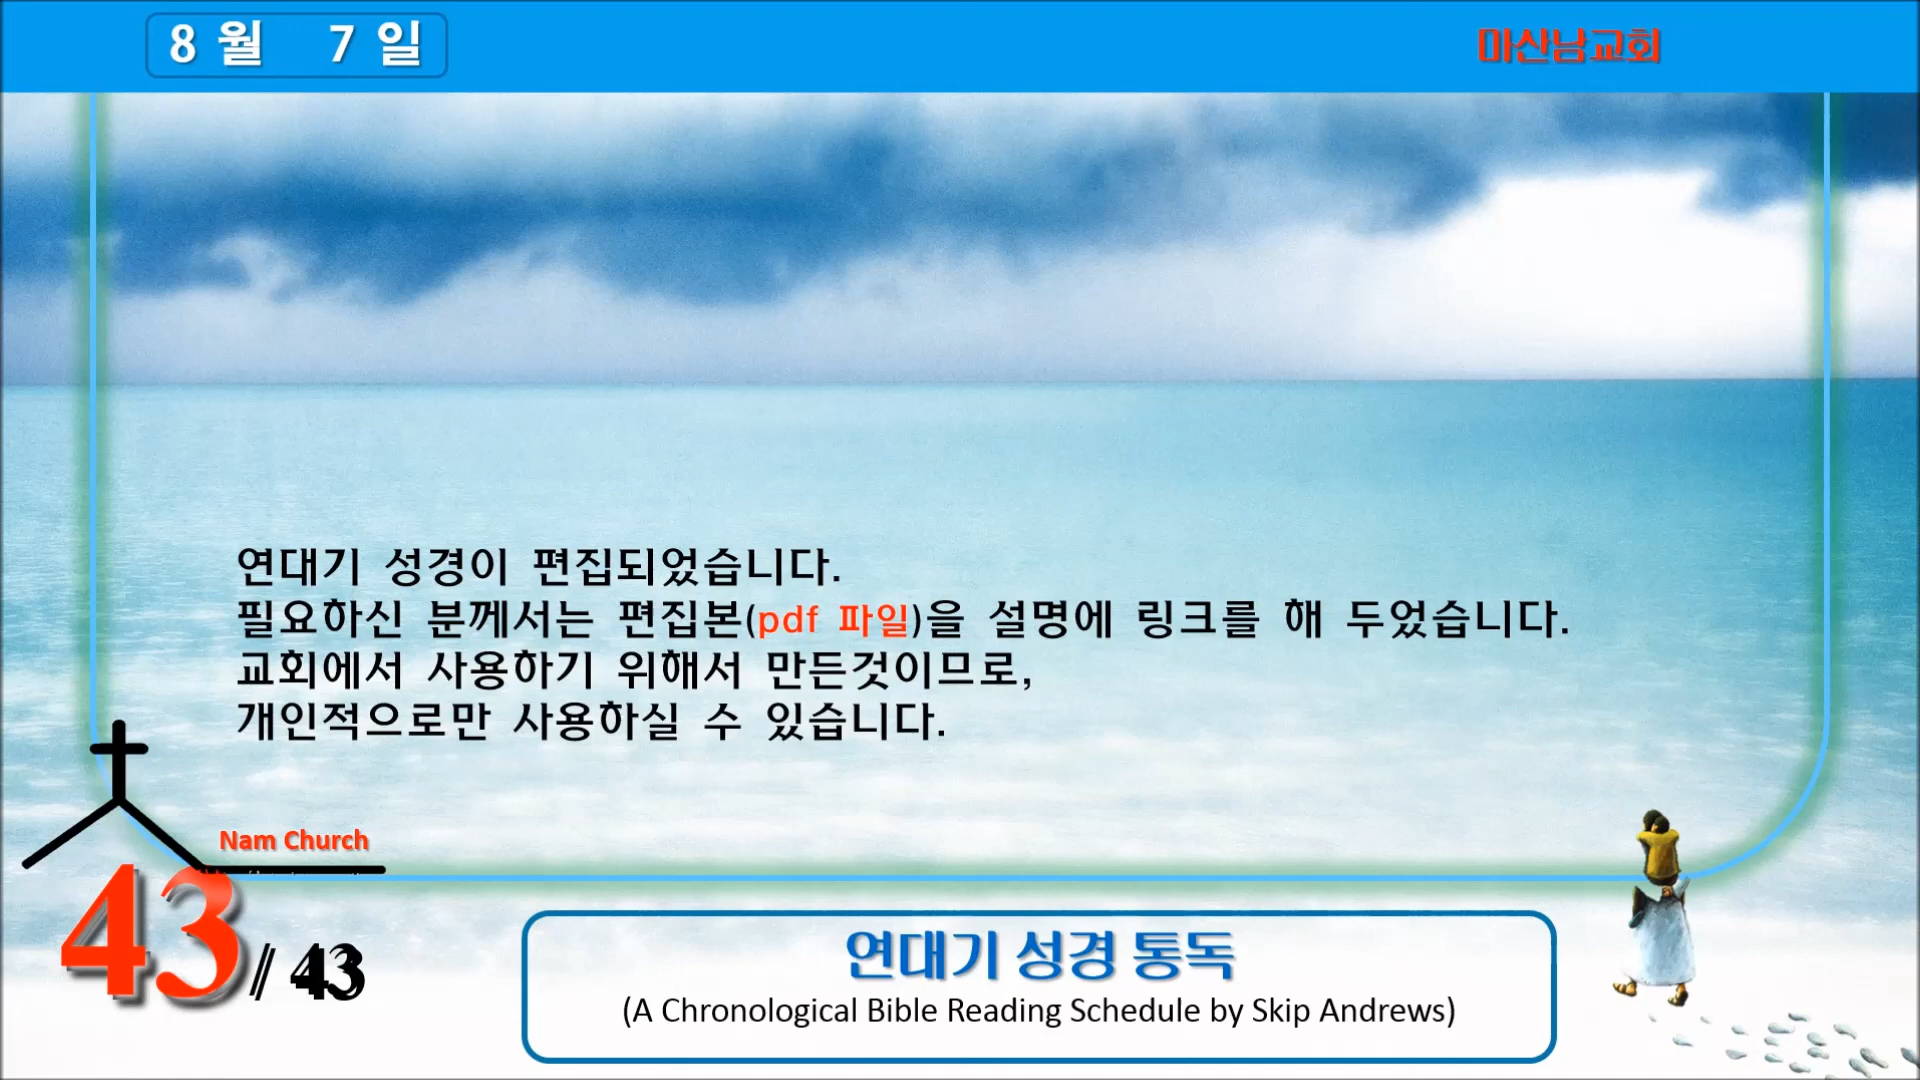 8월 7일
마산남교회
연대기 성경이 편집되었습니다.
필요하신 분께서는 편집본(pdf 파일)을 설명에 링크를 해 두었습니다.
교회에서 사용하기 위해서 만든것이므로,
개인적으로만 사용하실 수 있습니다.
Nam Church
43 / 43
연대기 성경 통독
(A Chronological Bible Reading Schedule by Skip Andrews)